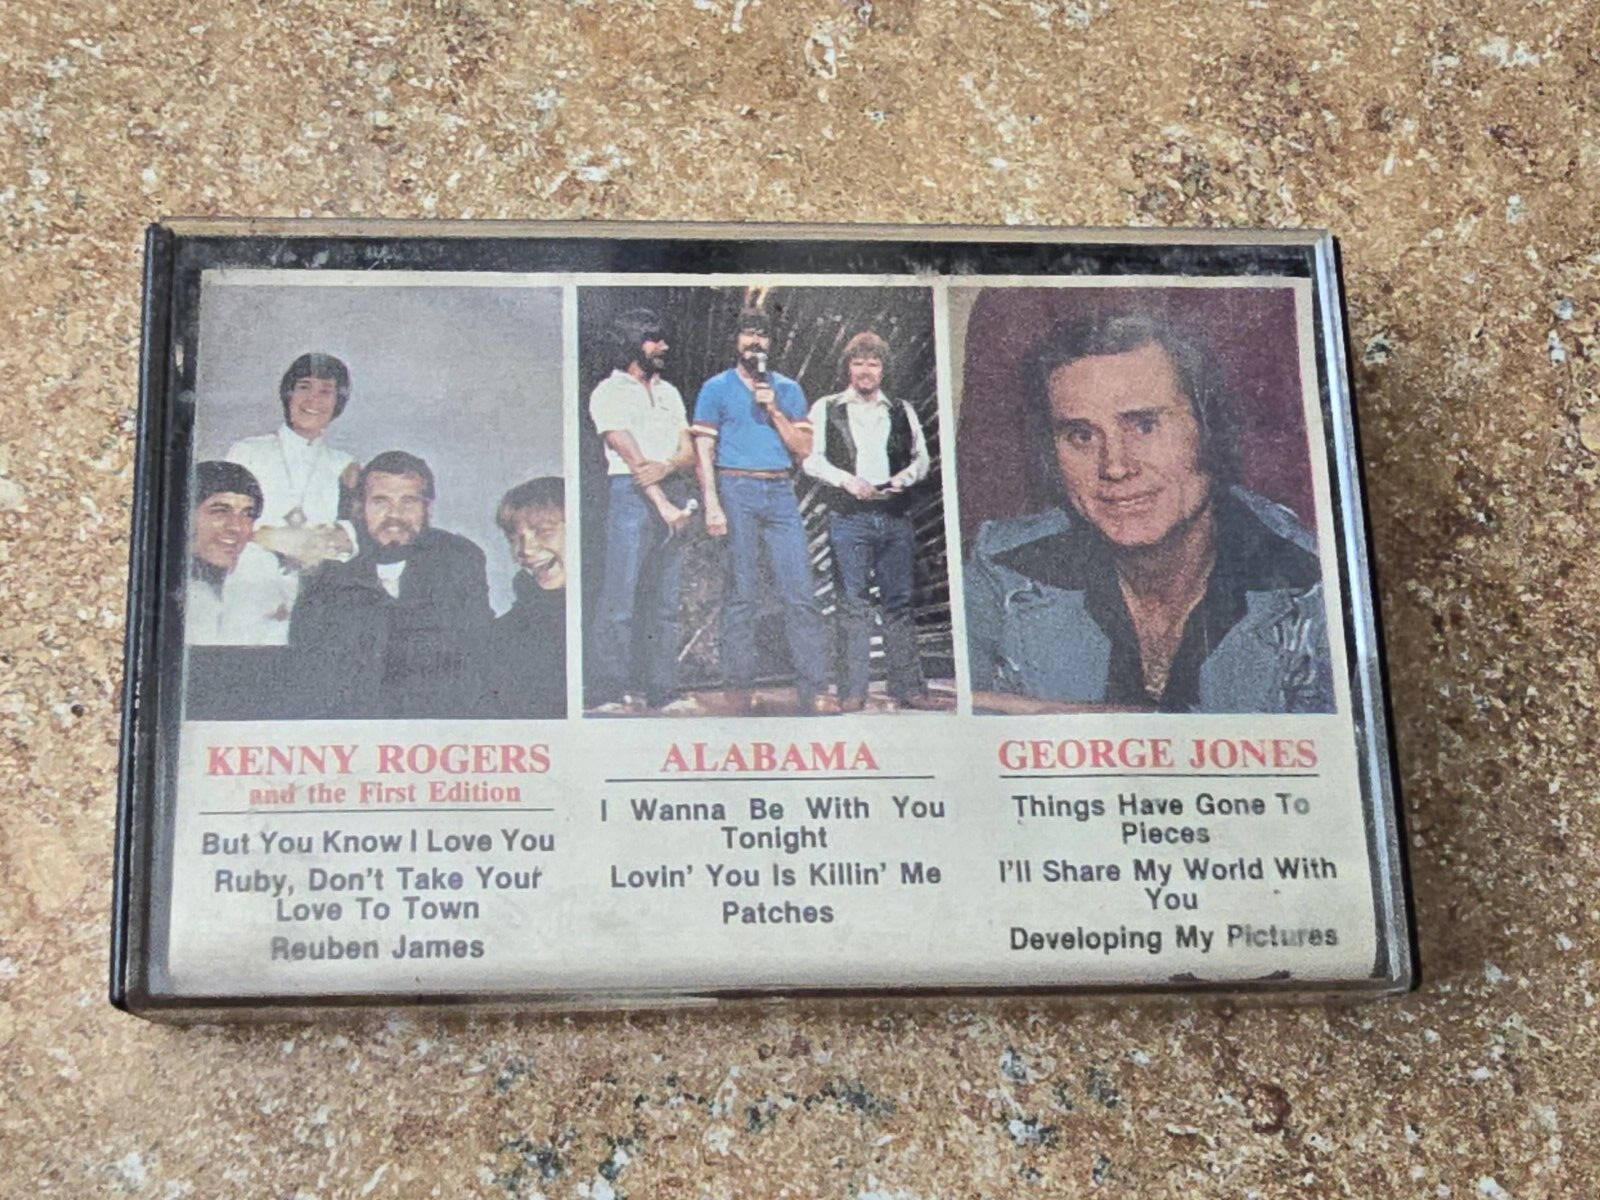 KENNY ROGERS
and the First Edition
But You Know I Love You
Ruby, Don't Take Your
Love To Town
Reuben James
ALABAMA
I Wanna Be With You
Tonight
Lovin' You Is Killin' Me
Patches
GEORGE JONES
Things Have Gone To
Pieces
I'll Share My World With
You
Developing My Pictures